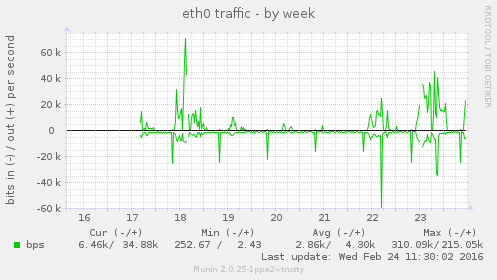 eth0 traffic - by week
RRDTOOL / TOBI OETIKER
bits in (-) / out (+) per second
60 k
40 k
20 k
0
-20 k
-40 k
-60 k
16 17 18 19 20 21 22 23
Cur (-/+) Min (-/+) Avg (-/+) Max (-/+)
bps 6.46k/ 34.88k 252.67 / 2.43 2.86k/ 4.30k 310.09k/215.05k
Last update: Wed Feb 24 11:30:02 2016
Munin 2.0.25-1ppa2~trusty